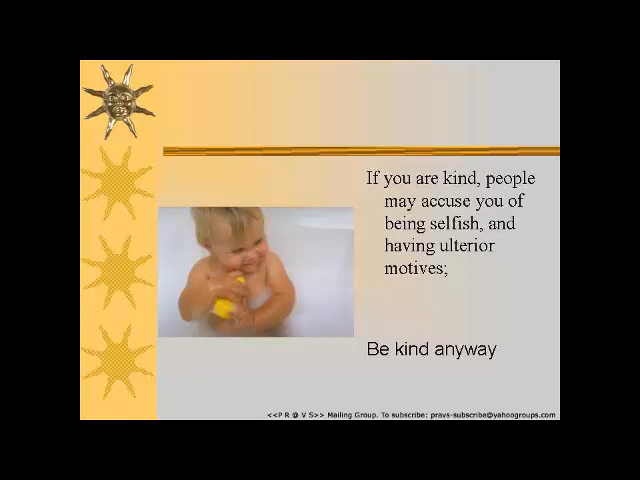 If you are kind, people
may accuse you of
being selfish, and
having ulterior
motives;
Be kind anyway
<<P R @ V S>> Mailing Group. To subscribe: pravs-subscribe@yahoogroups.com